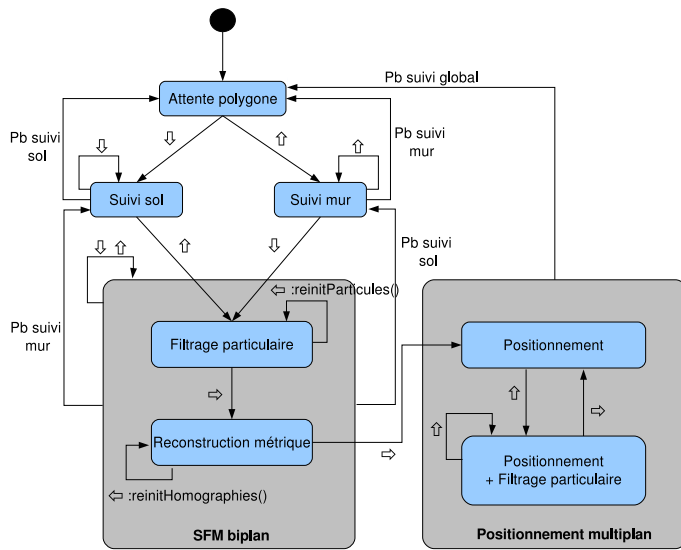 Pb suivi global
Attente polygone
Pb suivi
sol
⇩
⇧
Pb suivi
mur
⇩
⇧
Suivi sol
Suivi mur
⇧
⇩
⇩ ⇧
Pb suivi
sol
⇦ :reinitParticules()
Pb suivi
mur
Filtrage particulaire
Positionnement
⇨
⇧
⇨
⇧
Reconstruction métrique
⇨
Positionnement
+ Filtrage particulaire
⇦ :reinitHomographies()
SFM biplan
Positionnement multiplan